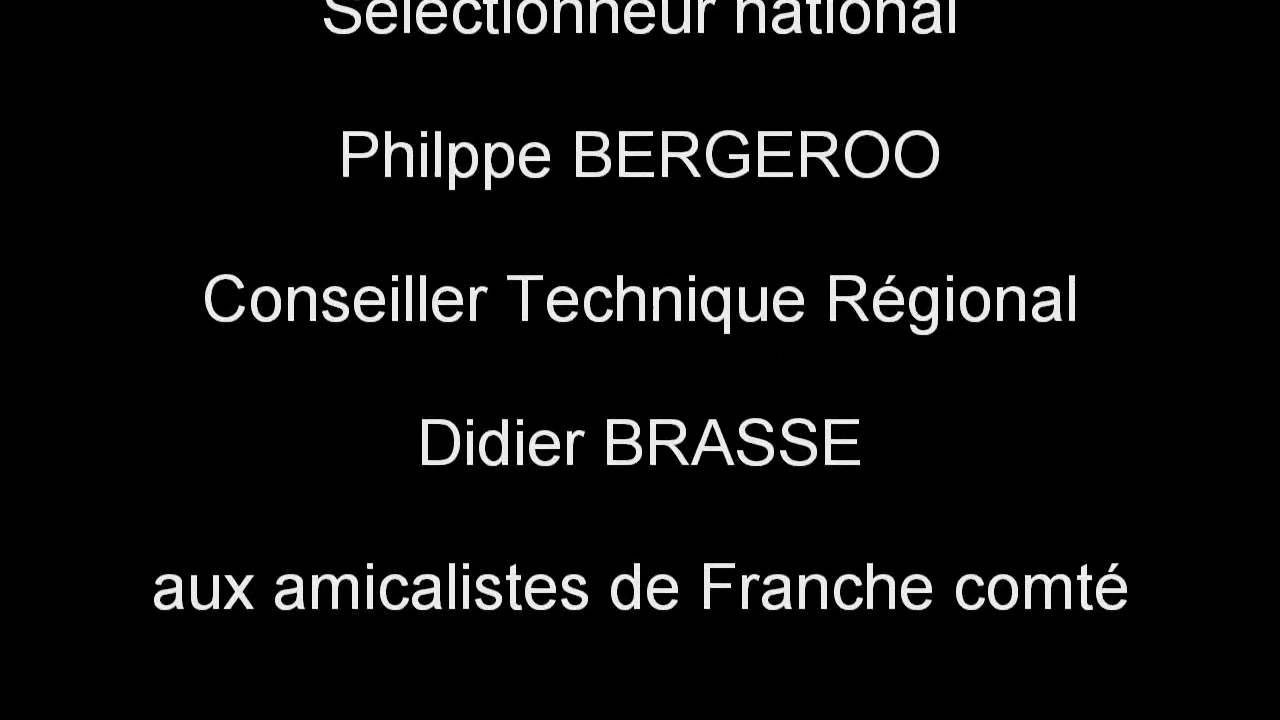 Sélectionneur national
Philppe BERGEROO
Conseiller Technique Régional
Didier BRASSE
aux amicalistes de Franche comté